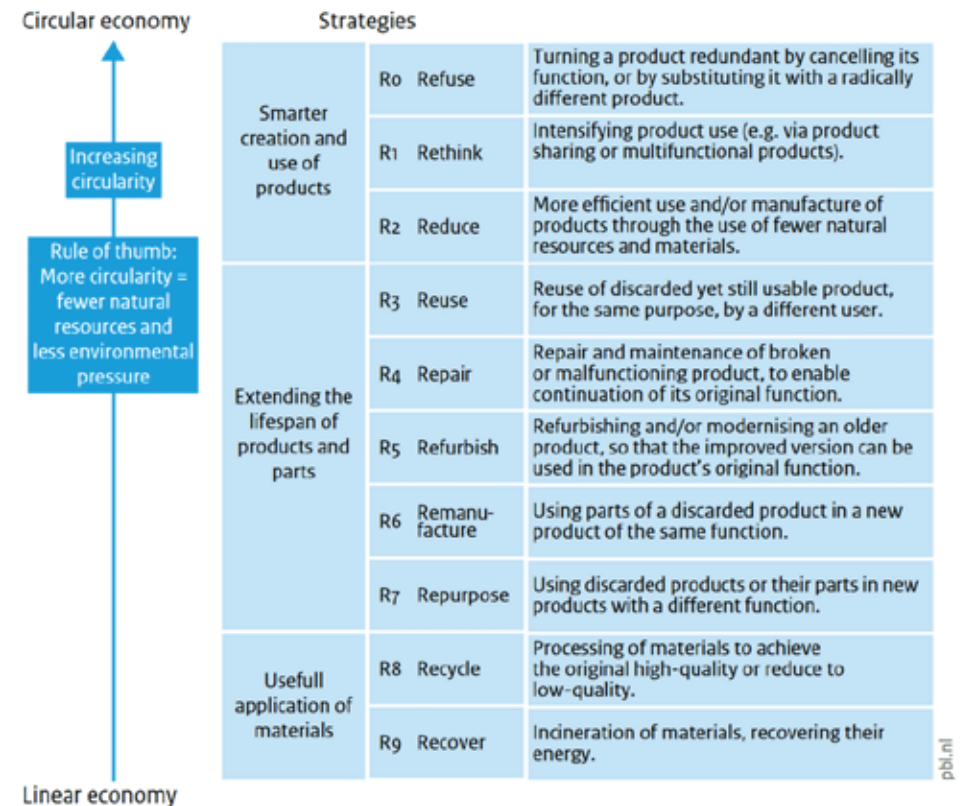 Circular economy
Strategies
Increasing
circularity
Rule of thumb:
More circularity =
fewer natural
resources and
less environmental
pressure
Linear economy
Smarter
creation and
use of
products
R0 Refuse
Turning a product redundant by cancelling its
function, or by substituting it with a radically
different product.
R1 Rethink
Intensifying product use (e.g. via product
sharing or multifunctional products).
R2 Reduce
More efficient use and/or manufacture of
products through the use of fewer natural
resources and materials.
Extending the
lifespan of
products and
parts
R3 Reuse
Reuse of discarded yet still usable product,
for the same purpose, by a different user.
R4 Repair
Repair and maintenance of broken
or malfunctioning product, to enable
continuation of its original function.
R5 Refurbish
Refurbishing and/or modernising an older
product, so that the improved version can be
used in the product's original function.
R6 Remanu-
facture
Using parts of a discarded product in a new
product of the same function.
R7 Repurpose
Using discarded products or their parts in new
products with a different function.
Usefull
application of
materials
R8 Recycle
Processing of materials to achieve
the original high-quality or reduce to
low-quality.
R9 Recover
Incineration of materials, recovering their
energy.
pbl.nl